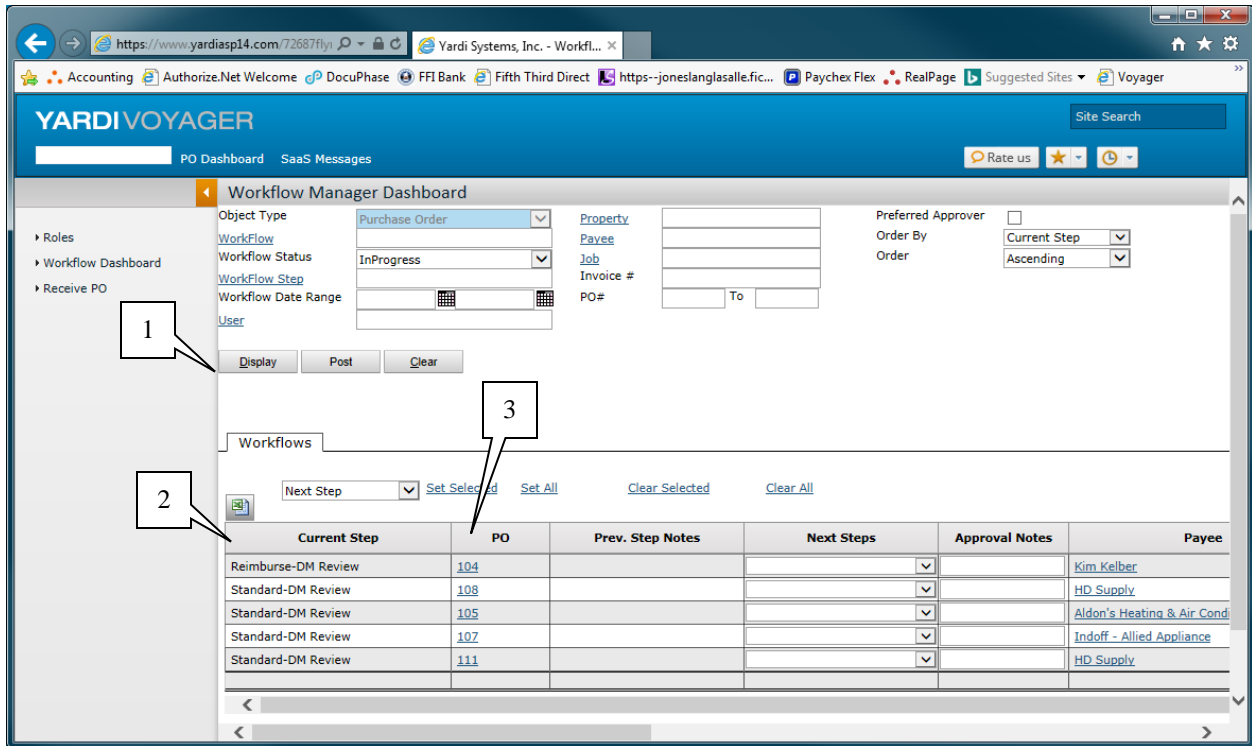 https://www.yardiasp14.com/72687flyi
Yardi Systems, Inc. - Workfl...
Accounting Authorize.Net Welcome DocuPhase FFI Bank Fifth Third Direct https--joneslanglasalle.fic... Paychex Flex RealPage Suggested Sites Voyager
YARDI VOYAGER
Site Search
PO Dashboard SaaS Messages
Rate us
Workflow Manager Dashboard
Roles
Workflow Dashboard
Receive PO
Object Type Purchase Order Property Preferred Approver
WorkFlow Payee Order By Current Step
Workflow Status InProgress Job Order Ascending
WorkFlow Step Invoice #
Workflow Date Range PO# To
User
1
Display Post Clear
3
Workflows
2
Next Step Set Selected Set All Clear Selected Clear All
Current Step PO Prev. Step Notes Next Steps Approval Notes Payee
Reimburse-DM Review 104 Kim Kelber
Standard-DM Review 108 HD Supply
Standard-DM Review 105 Aldon's Heating & Air Condi
Standard-DM Review 107 Indoff - Allied Appliance
Standard-DM Review 111 HD Supply